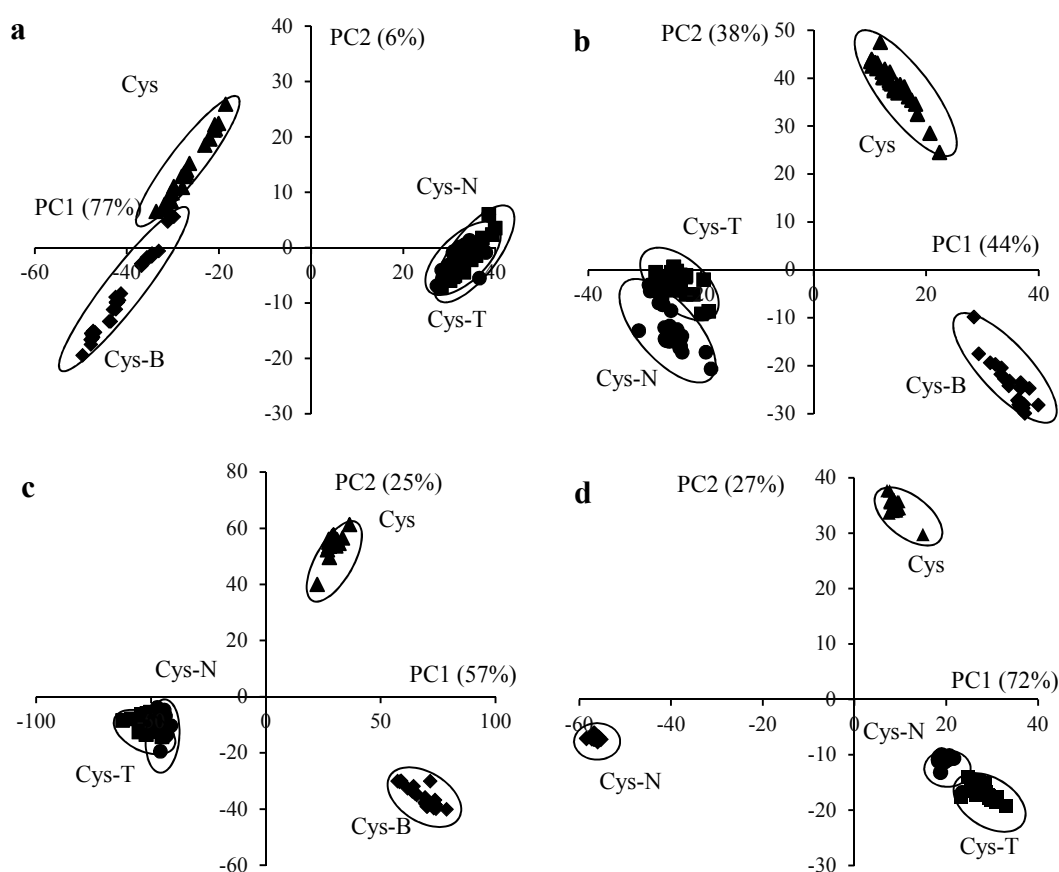 a
PC2 (6%)
40
30
Cys
20
10
Cys-N
PC1 (77%)
0
-60 -40 -20 0 20 40
-10
Cys-T
Cys-B
-20
-30
b
PC2 (38%)
50
40
30
Cys
20
10
Cys-T
PC1 (44%)
0
-40 -20 0 20 40
-10
Cys-N
-20
Cys-B
-30
c
80
PC2 (25%)
Cys
60
40
20
Cys-N
PC1 (57%)
0
-100 0 50 100
-20
Cys-T
-40
Cys-B
-60
d
PC2 (27%)
40
30
Cys
20
10
PC1 (72%)
0
-60 -40 -20 0 20 40
Cys-N
-10
Cys-N
-20
Cys-T
-30